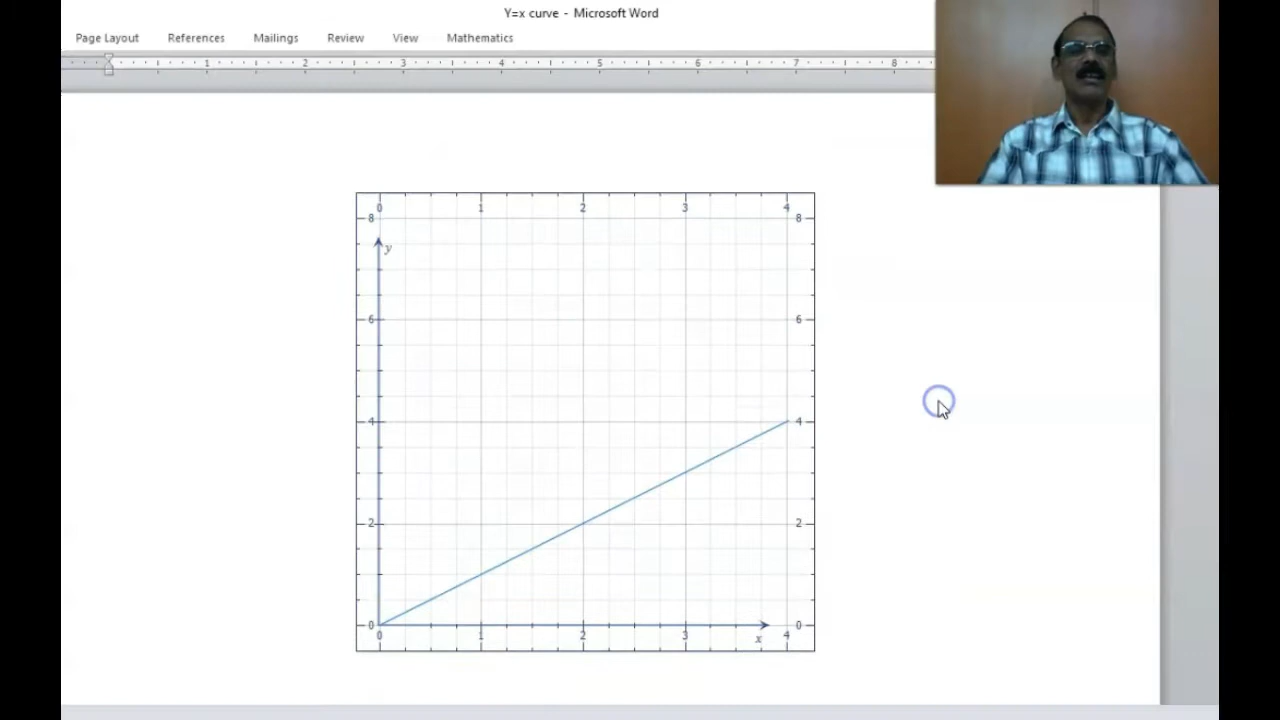 Y=x curve - Microsoft Word
Page Layout References Mailings Review View Mathematics
1 2 3 4 5 6 7 8
0 1 2 3 4
8 8
y
6 6
4 4
2 2
0 0
0 1 2 3 x 4